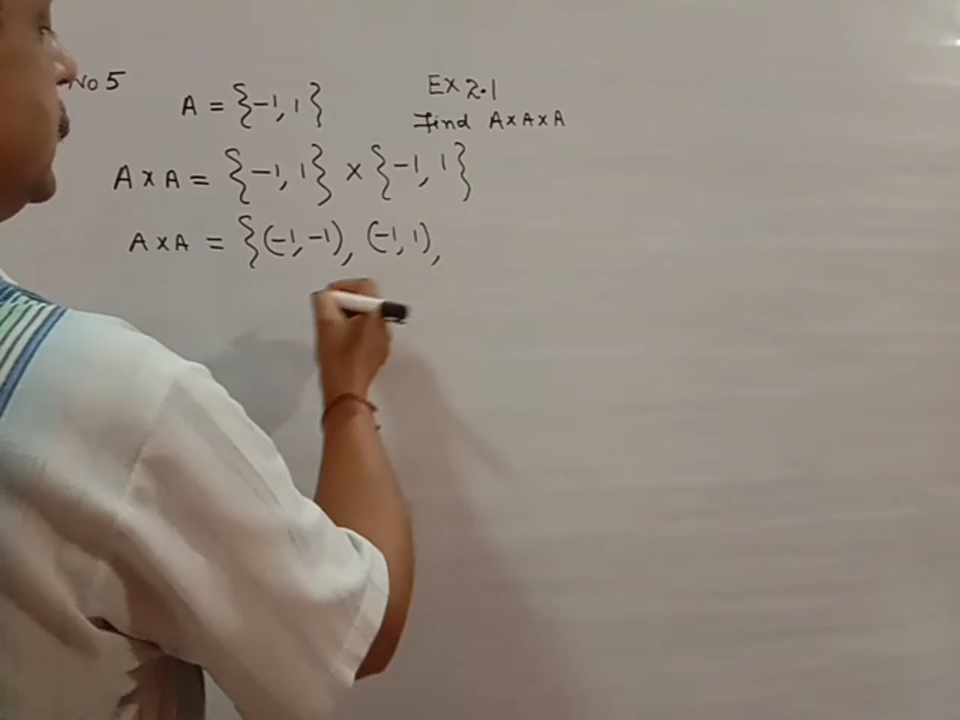 No 5
A = {-1, 1}
Ex 2.1
Find A×A×A
A×A = {-1, 1} × {-1, 1}
A×A = {(-1, -1), (-1, 1),